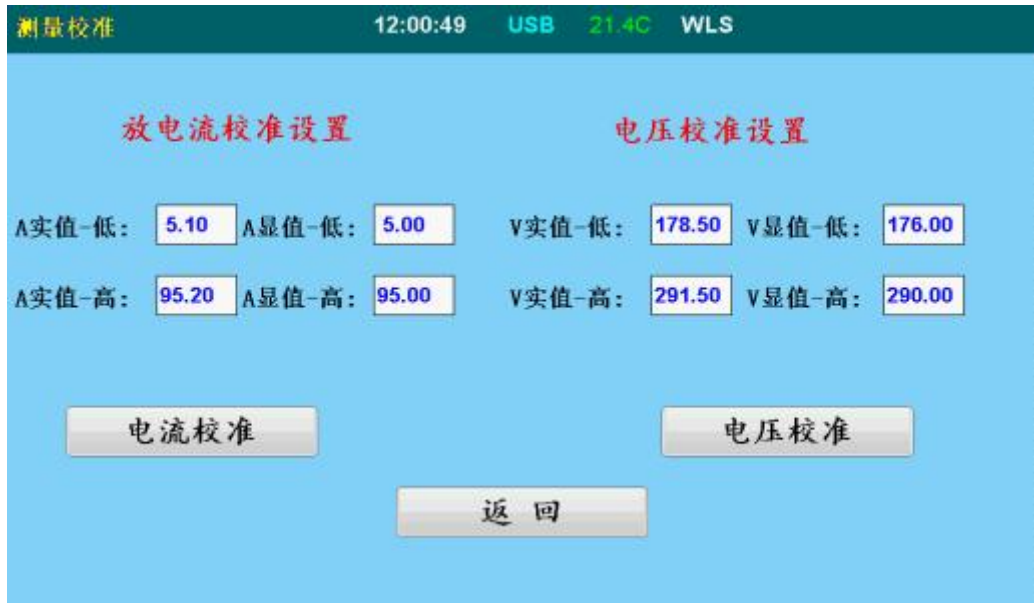 测量校准 12:00:49 USB 21.4C WLS
放电流校准设置 电压校准设置
A实值-低: 5.10 A显值-低: 5.00 V实值-低: 178.50 V显值-低: 176.00
A实值-高: 95.20 A显值-高: 95.00 V实值-高: 291.50 V显值-高: 290.00
电流校准 电压校准
返 回